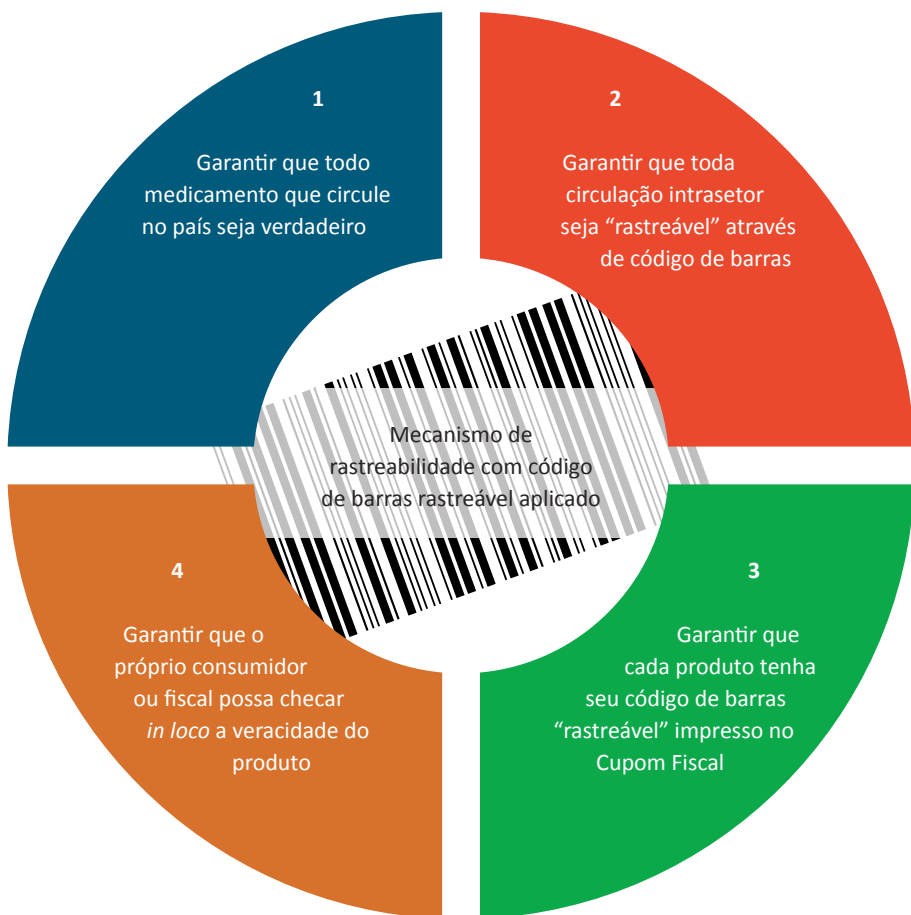 1
Garantir que todo
medicamento que circule
no país seja verdadeiro
2
Garantir que toda
circulação intrasetor
seja “rastreável” através
de código de barras
Mecanismo de
rastreabilidade com código
de barras rastreável aplicado
3
Garantir que
cada produto tenha
seu código de barras
“rastreável” impresso no
Cupom Fiscal
4
Garantir que o
próprio consumidor
ou fiscal possa checar
in loco a veracidade do
produto